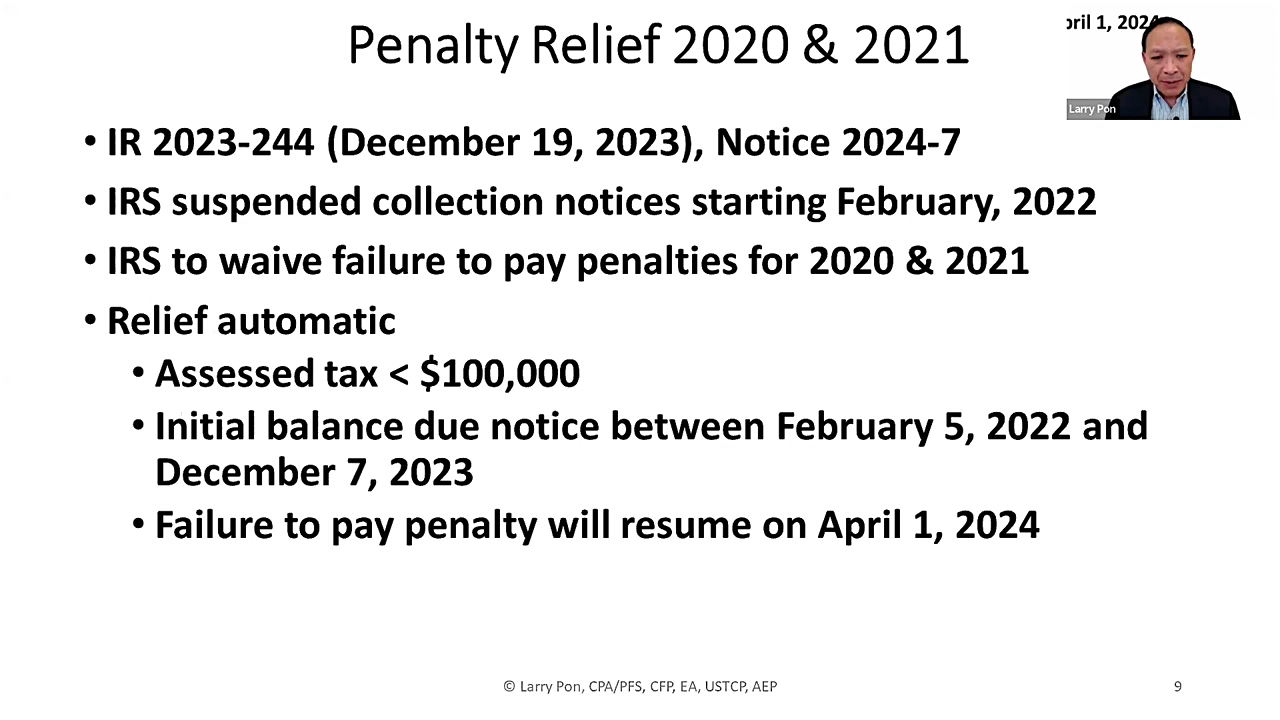 Penalty Relief 2020 & 2021
pril 1, 2024
Larry Pon
• IR 2023-244 (December 19, 2023), Notice 2024-7
• IRS suspended collection notices starting February, 2022
• IRS to waive failure to pay penalties for 2020 & 2021
• Relief automatic
• Assessed tax < $100,000
• Initial balance due notice between February 5, 2022 and
December 7, 2023
• Failure to pay penalty will resume on April 1, 2024
© Larry Pon, CPA/PFS, CFP, EA, USTCP, AEP
9